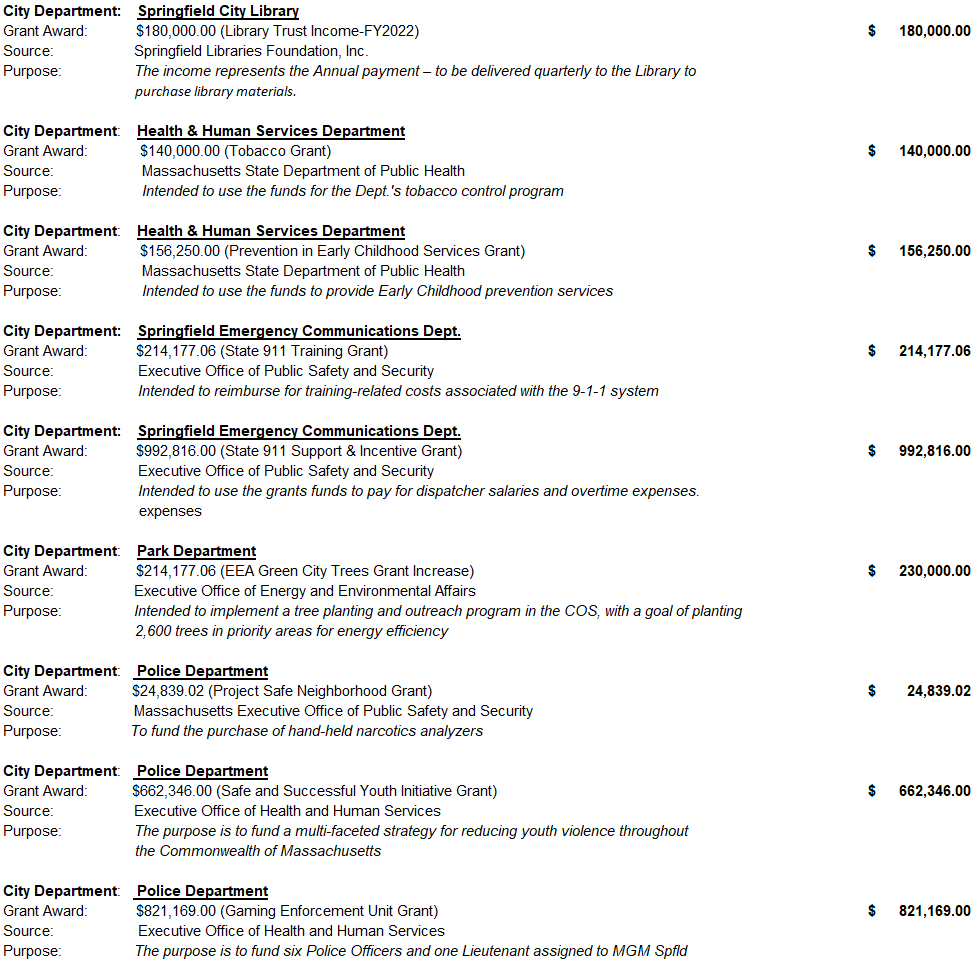 City Department: Springfield City Library
Grant Award: $180,000.00 (Library Trust Income-FY2022) $ 180,000.00
Source: Springfield Libraries Foundation, Inc.
Purpose: The income represents the Annual payment – to be delivered quarterly to the Library to
purchase library materials.
City Department: Health & Human Services Department
Grant Award: $140,000.00 (Tobacco Grant) $ 140,000.00
Source: Massachusetts State Department of Public Health
Purpose: Intended to use the funds for the Dept.'s tobacco control program
City Department: Health & Human Services Department
Grant Award: $156,250.00 (Prevention in Early Childhood Services Grant) $ 156,250.00
Source: Massachusetts State Department of Public Health
Purpose: Intended to use the funds to provide Early Childhood prevention services
City Department: Springfield Emergency Communications Dept.
Grant Award: $214,177.06 (State 911 Training Grant) $ 214,177.06
Source: Executive Office of Public Safety and Security
Purpose: Intended to reimburse for training-related costs associated with the 9-1-1 system
City Department: Springfield Emergency Communications Dept.
Grant Award: $992,816.00 (State 911 Support & Incentive Grant) $ 992,816.00
Source: Executive Office of Public Safety and Security
Purpose: Intended to use the grants funds to pay for dispatcher salaries and overtime expenses.
expenses
City Department: Park Department
Grant Award: $214,177.06 (EEA Green City Trees Grant Increase) $ 230,000.00
Source: Executive Office of Energy and Environmental Affairs
Purpose: Intended to implement a tree planting and outreach program in the COS, with a goal of planting
2,600 trees in priority areas for energy efficiency
City Department: Police Department
Grant Award: $24,839.02 (Project Safe Neighborhood Grant) $ 24,839.02
Source: Massachusetts Executive Office of Public Safety and Security
Purpose: To fund the purchase of hand-held narcotics analyzers
City Department: Police Department
Grant Award: $662,346.00 (Safe and Successful Youth Initiative Grant) $ 662,346.00
Source: Executive Office of Health and Human Services
Purpose: The purpose is to fund a multi-faceted strategy for reducing youth violence throughout
the Commonwealth of Massachusetts
City Department: Police Department
Grant Award: $821,169.00 (Gaming Enforcement Unit Grant) $ 821,169.00
Source: Executive Office of Health and Human Services
Purpose: The purpose is to fund six Police Officers and one Lieutenant assigned to MGM Spfld